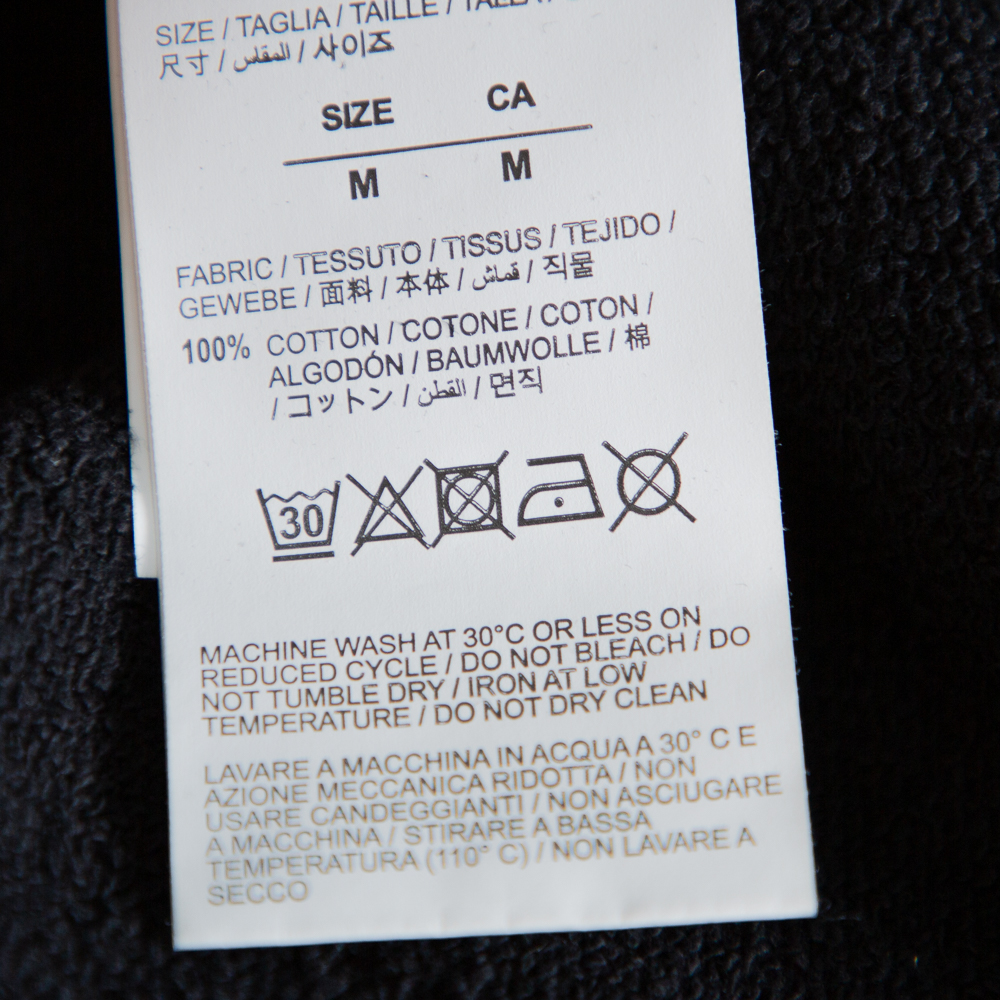 SIZE / TAGLIA / TAILLE / TALLA
尺寸 / المقاس / 사이즈
SIZE CA
M M
FABRIC / TESSUTO / TISSUS / TEJIDO /
GEWEBE / 面料 / 本体 / قماش / 직물
100% COTTON / COTONE / COTON /
ALGODÓN / BAUMWOLLE / 棉
/ コットン / القطن / 면직
30
MACHINE WASH AT 30°C OR LESS ON
REDUCED CYCLE / DO NOT BLEACH / DO
NOT TUMBLE DRY / IRON AT LOW
TEMPERATURE / DO NOT DRY CLEAN
LAVARE A MACCHINA IN ACQUA A 30° C E
AZIONE MECCANICA RIDOTTA / NON
USARE CANDEGGIANTI / NON ASCIUGARE
A MACCHINA / STIRARE A BASSA
TEMPERATURA (110° C) / NON LAVARE A
SECCO